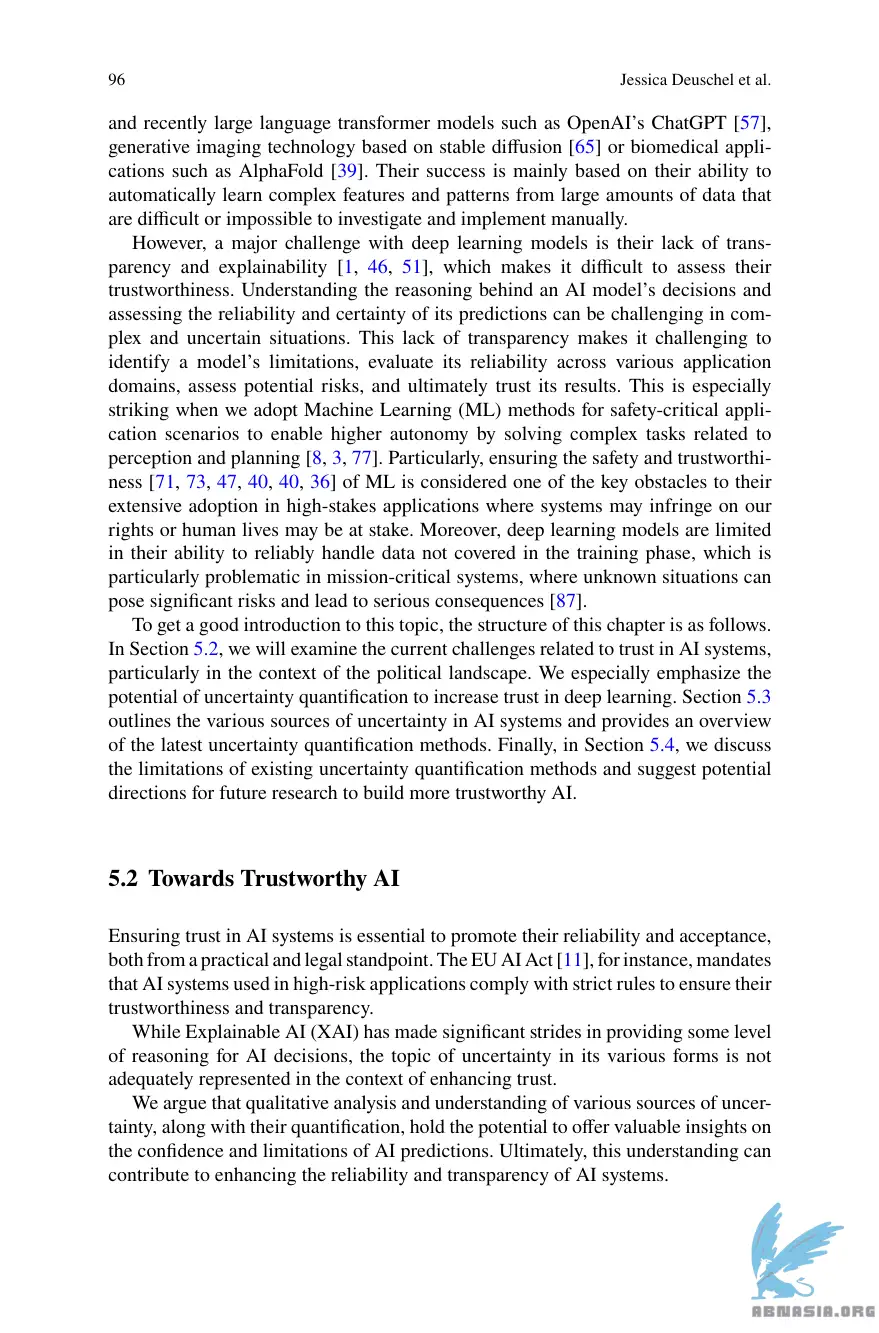 96
Jessica Deuschel et al.
and recently large language transformer models such as OpenAI's ChatGPT [57],
generative imaging technology based on stable diffusion [65] or biomedical appli-
cations such as AlphaFold [39]. Their success is mainly based on their ability to
automatically learn complex features and patterns from large amounts of data that
are difficult or impossible to investigate and implement manually.
However, a major challenge with deep learning models is their lack of trans-
parency and explainability [1, 46, 51], which makes it difficult to assess their
trustworthiness. Understanding the reasoning behind an AI model's decisions and
assessing the reliability and certainty of its predictions can be challenging in com-
plex and uncertain situations. This lack of transparency makes it challenging to
identify a model's limitations, evaluate its reliability across various application
domains, assess potential risks, and ultimately trust its results. This is especially
striking when we adopt Machine Learning (ML) methods for safety-critical appli-
cation scenarios to enable higher autonomy by solving complex tasks related to
perception and planning [8, 3, 77]. Particularly, ensuring the safety and trustworthi-
ness [71, 73, 47, 40, 40, 36] of ML is considered one of the key obstacles to their
extensive adoption in high-stakes applications where systems may infringe on our
rights or human lives may be at stake. Moreover, deep learning models are limited
in their ability to reliably handle data not covered in the training phase, which is
particularly problematic in mission-critical systems, where unknown situations can
pose significant risks and lead to serious consequences [87].
To get a good introduction to this topic, the structure of this chapter is as follows.
In Section 5.2, we will examine the current challenges related to trust in AI systems,
particularly in the context of the political landscape. We especially emphasize the
potential of uncertainty quantification to increase trust in deep learning. Section 5.3
outlines the various sources of uncertainty in AI systems and provides an overview
of the latest uncertainty quantification methods. Finally, in Section 5.4, we discuss
the limitations of existing uncertainty quantification methods and suggest potential
directions for future research to build more trustworthy AI.
5.2 Towards Trustworthy AI
Ensuring trust in AI systems is essential to promote their reliability and acceptance,
both from a practical and legal standpoint. The EU AI Act [11], for instance, mandates
that AI systems used in high-risk applications comply with strict rules to ensure their
trustworthiness and transparency.
While Explainable AI (XAI) has made significant strides in providing some level
of reasoning for AI decisions, the topic of uncertainty in its various forms is not
adequately represented in the context of enhancing trust.
We argue that qualitative analysis and understanding of various sources of uncer-
tainty, along with their quantification, hold the potential to offer valuable insights on
the confidence and limitations of AI predictions. Ultimately, this understanding can
contribute to enhancing the reliability and transparency of AI systems.
ABNASIA.ORG